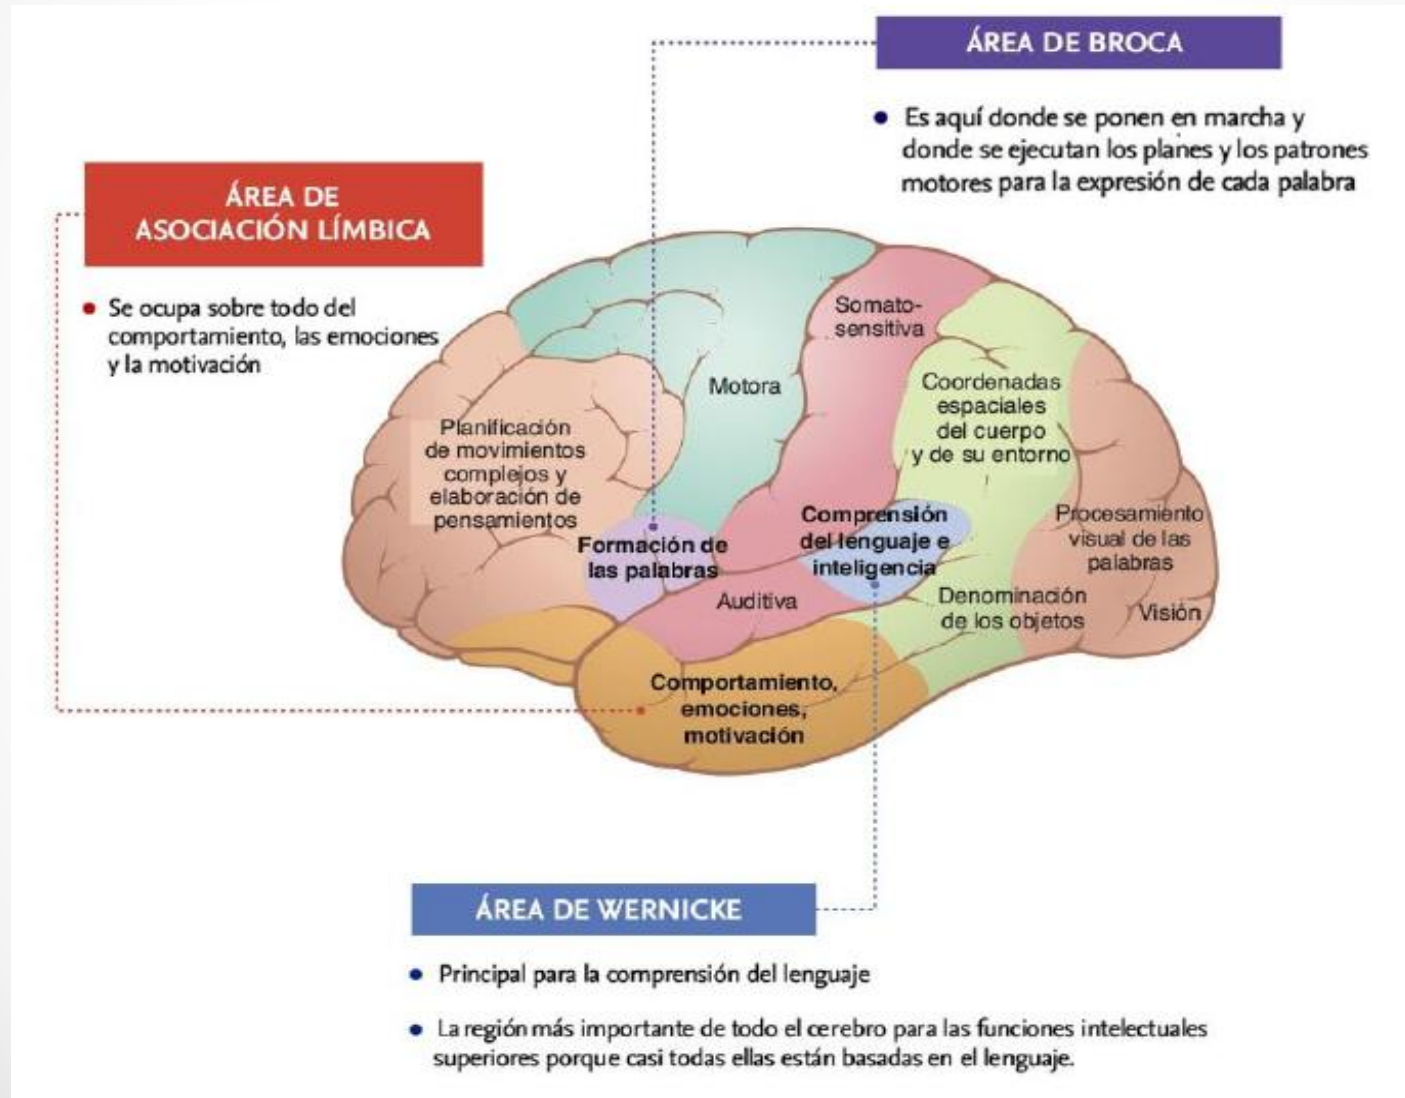 ÁREA DE BROCA
• Es aquí donde se ponen en marcha y
donde se ejecutan los planes y los patrones
motores para la expresión de cada palabra
ÁREA DE
ASOCIACIÓN LÍMBICA
• Se ocupa sobre todo del
comportamiento, las emociones
y la motivación
Somato-
sensitiva
Motora
Coordenadas
espaciales
del cuerpo
y de su entorno
Planificación
de movimientos
complejos y
elaboración de
pensamientos
Formación de
las palabras
Comprensión
del lenguaje e
inteligencia
Procesamiento
visual de las
palabras
Auditiva
Denominación
de los objetos
Visión
Comportamiento,
emociones,
motivación
ÁREA DE WERNICKE
• Principal para la comprensión del lenguaje
• La región más importante de todo el cerebro para las funciones intelectuales
superiores porque casi todas ellas están basadas en el lenguaje.